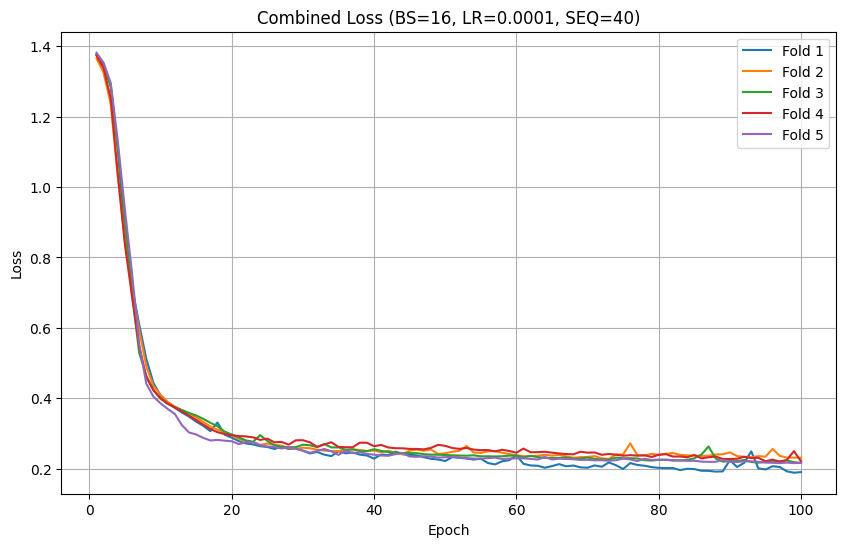 Combined Loss (BS=16, LR=0.0001, SEQ=40)
Loss
1.4
1.2
1.0
0.8
0.6
0.4
0.2
Fold 1
Fold 2
Fold 3
Fold 4
Fold 5
0 20 40 60 80 100
Epoch